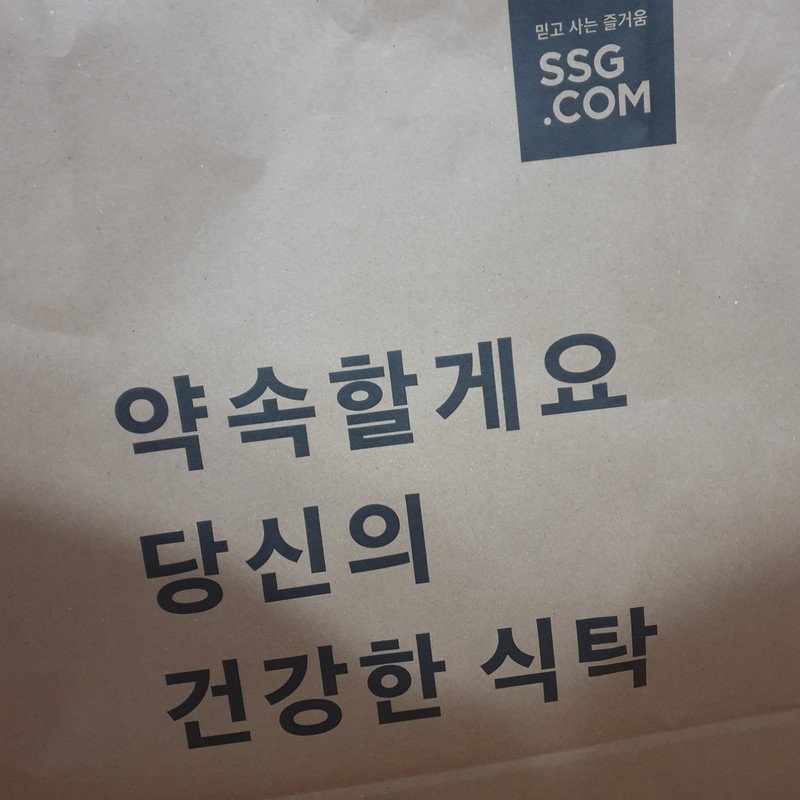 믿고 사는 즐거움
SSG
.COM
약속할게요
당신의
건강한 식탁